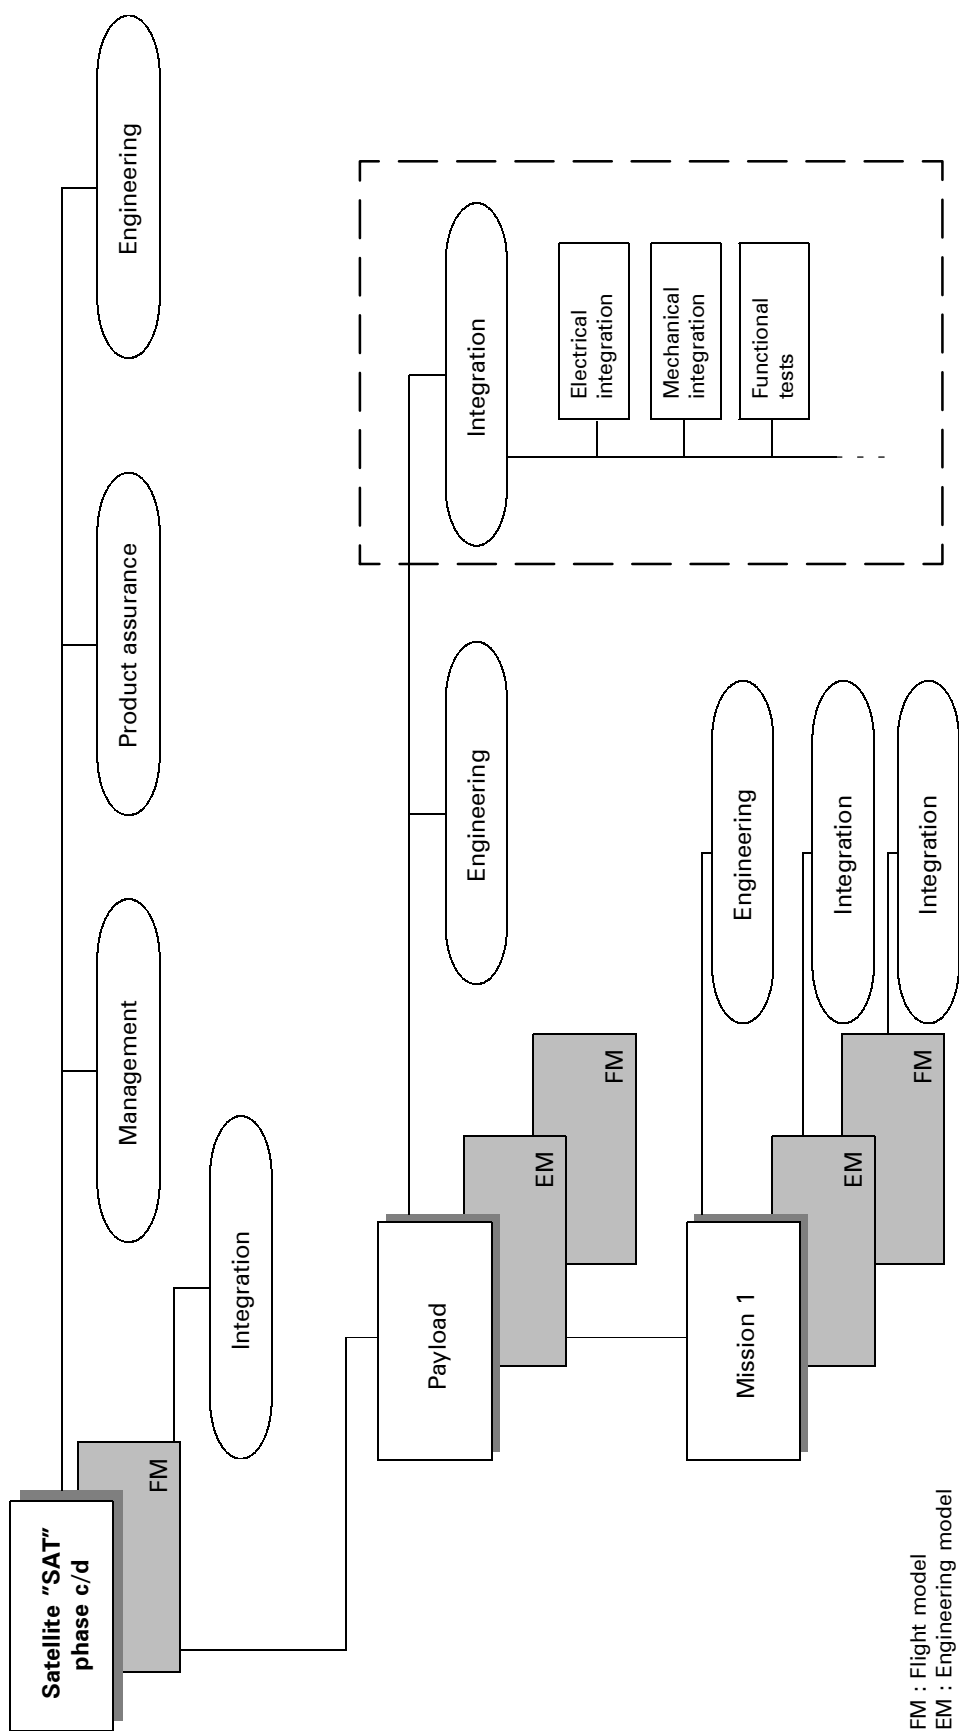 Satellite "SAT"
phase c/d
FM
Management
Product assurance
Engineering
Integration
Payload
EM
FM
Engineering
Integration
Electrical
integration
Mechanical
integration
Functional
tests
Mission 1
EM
FM
Engineering
Integration
Integration
FM : Flight model
EM : Engineering model